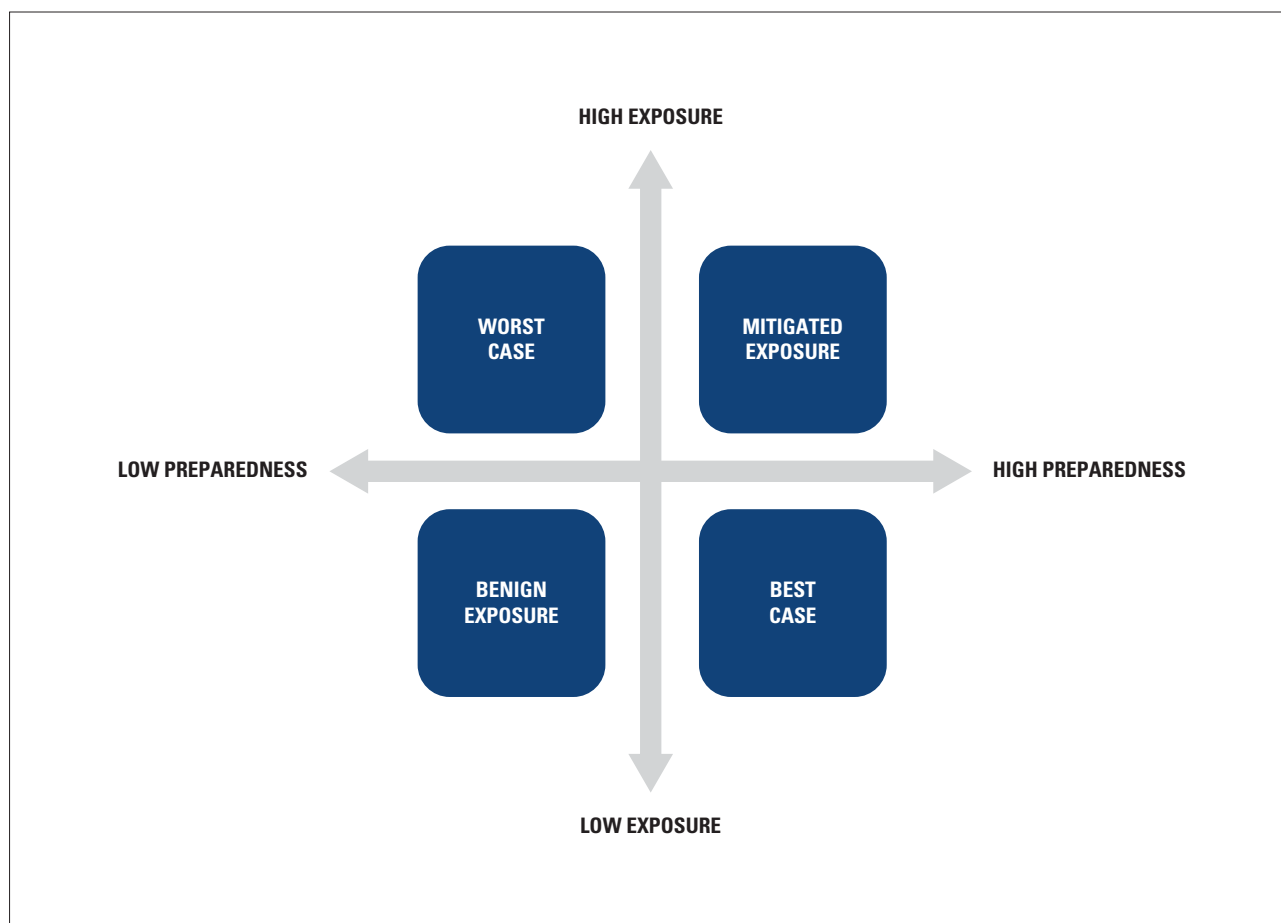 HIGH EXPOSURE
WORST
CASE
MITIGATED
EXPOSURE
LOW PREPAREDNESS
HIGH PREPAREDNESS
BENIGN
EXPOSURE
BEST
CASE
LOW EXPOSURE